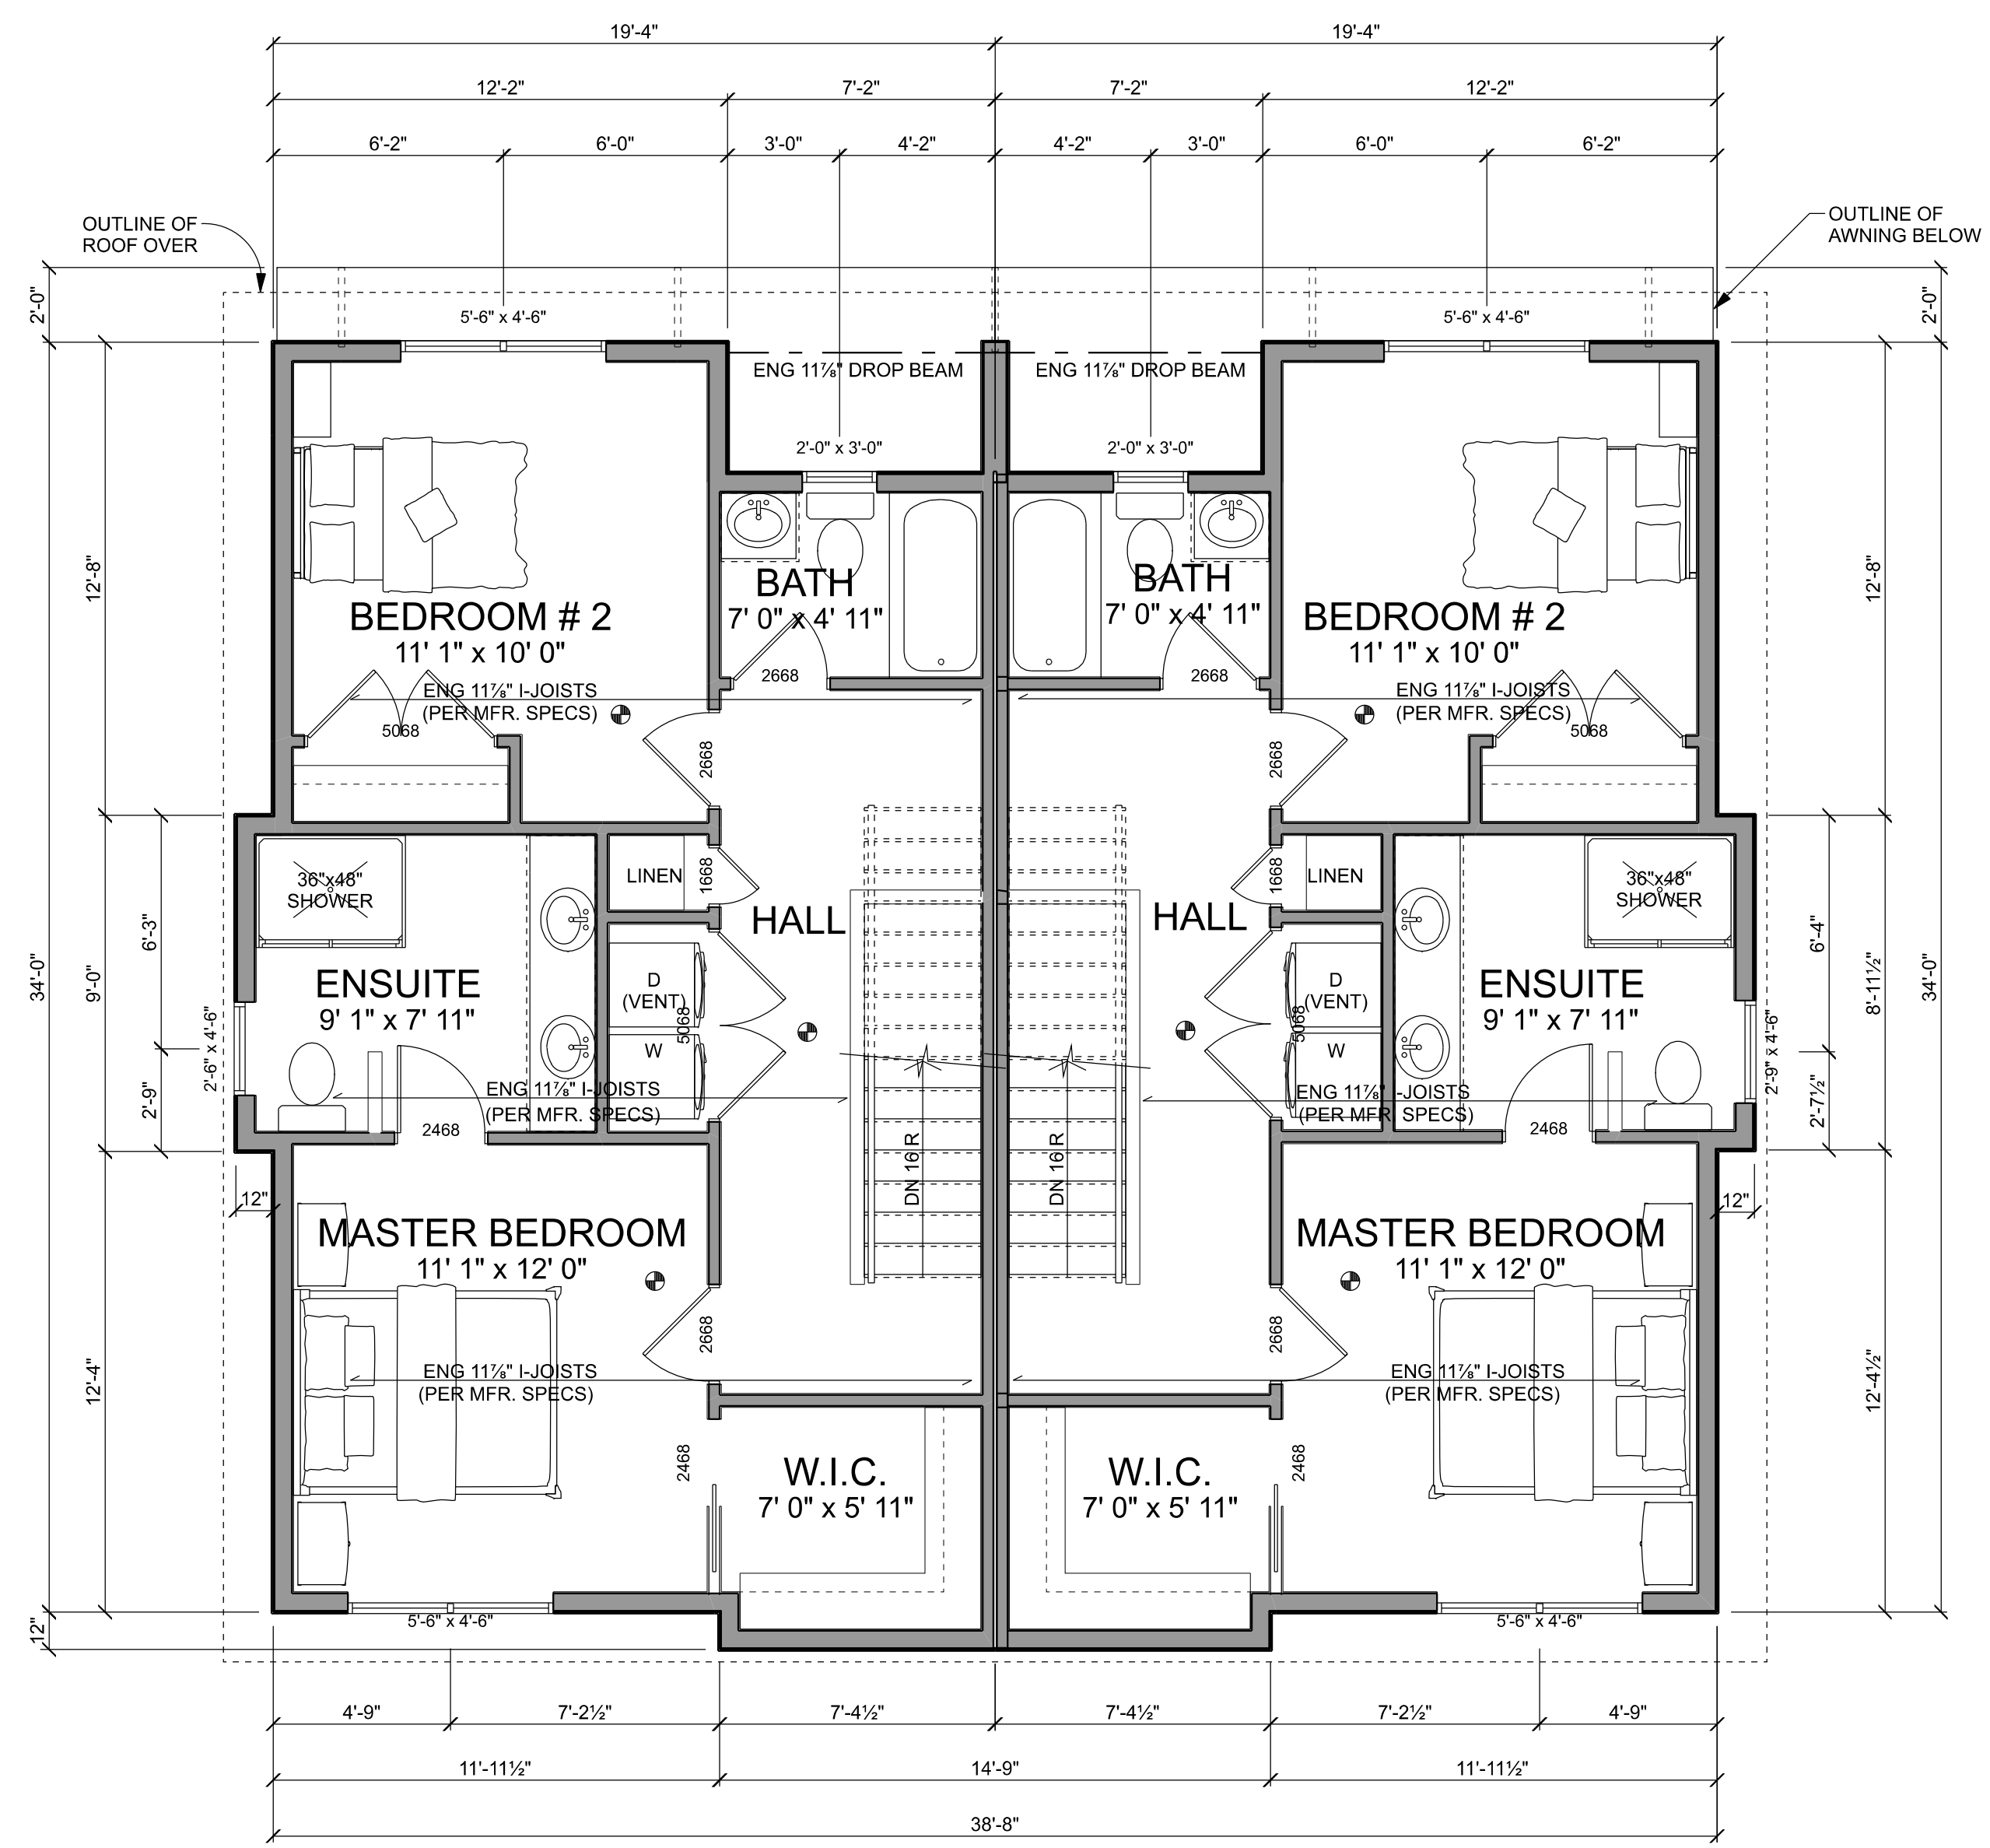 19'-4" 19'-4"
12'-2" 7'-2" 7'-2" 12'-2"
6'-2" 6'-0" 3'-0" 4'-2" 4'-2" 3'-0" 6'-0" 6'-2"
OUTLINE OF
ROOF OVER
OUTLINE OF
AWNING BELOW
2'-0" 2'-0"
5'-6" x 4'-6" 5'-6" x 4'-6"
ENG 11⅞" DROP BEAM ENG 11⅞" DROP BEAM
2'-0" x 3'-0" 2'-0" x 3'-0"
12'-8" 12'-8"
BATH
7' 0" x 4' 11"
BATH
7' 0" x 4' 11"
BEDROOM # 2
11' 1" x 10' 0"
BEDROOM # 2
11' 1" x 10' 0"
2668 2668
ENG 11⅞" I-JOISTS
(PER MFR. SPECS)
5068
ENG 11⅞" I-JOISTS
(PER MFR. SPECS)
5068
2668 2668
36"x48"
SHOWER
LINEN
1668
HALL
HALL
1668
LINEN
36"x48"
SHOWER
34'-0"
9'-0"
6'-3"
2'-9"
2'-6" x 4'-6"
ENSUITE
9' 1" x 7' 11"
D
(VENT)
5068
W
D
(VENT)
5068
W
ENSUITE
9' 1" x 7' 11"
2'-9" x 4'-6"
6'-4"
2'-7½"
8'-11½"
34'-0"
ENG 11⅞" I-JOISTS
(PER MFR. SPECS)
ENG 11⅞" I-JOISTS
(PER MFR. SPECS)
2468 2468
DN 16 R DN 16 R
12" 12"
MASTER BEDROOM
11' 1" x 12' 0"
MASTER BEDROOM
11' 1" x 12' 0"
2668 2668
12'-4" 12'-4½"
ENG 11⅞" I-JOISTS
(PER MFR. SPECS)
ENG 11⅞" I-JOISTS
(PER MFR. SPECS)
2468 2468
W.I.C.
7' 0" x 5' 11"
W.I.C.
7' 0" x 5' 11"
12"
5'-6" x 4'-6" 5'-6" x 4'-6"
4'-9" 7'-2½" 7'-4½" 7'-4½" 7'-2½" 4'-9"
11'-11½" 14'-9" 11'-11½"
38'-8"